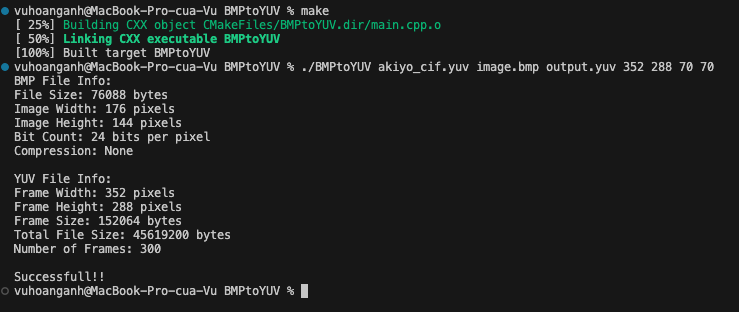 vuhoanganh@MacBook-Pro-cua-Vu BMPtoYUV % make
[ 25%] Building CXX object CMakeFiles/BMPtoYUV.dir/main.cpp.o
[ 50%] Linking CXX executable BMPtoYUV
[100%] Built target BMPtoYUV
vuhoanganh@MacBook-Pro-cua-Vu BMPtoYUV % ./BMPtoYUV akiyo_cif.yuv image.bmp output.yuv 352 288 70 70
BMP File Info:
File Size: 76088 bytes
Image Width: 176 pixels
Image Height: 144 pixels
Bit Count: 24 bits per pixel
Compression: None

YUV File Info:
Frame Width: 352 pixels
Frame Height: 288 pixels
Frame Size: 152064 bytes
Total File Size: 45619200 bytes
Number of Frames: 300

Successfull!!
vuhoanganh@MacBook-Pro-cua-Vu BMPtoYUV %